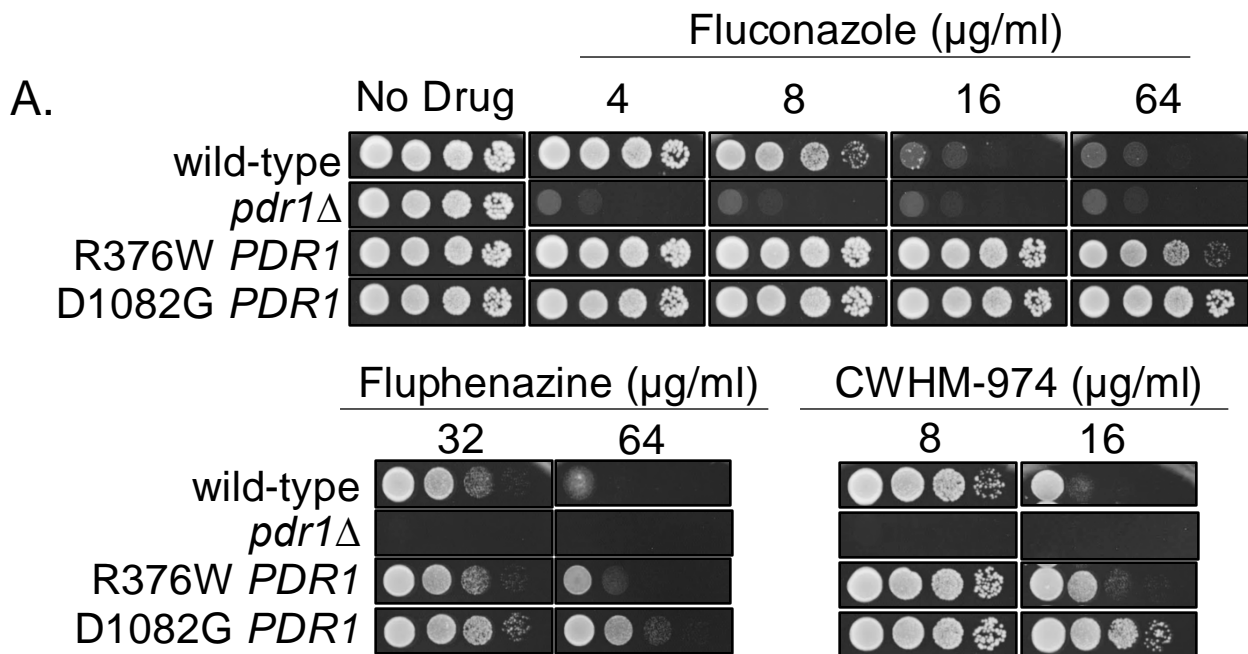 Fluconazole (µg/ml)
A.
No Drug 4 8 16 64
wild-type
pdr1Δ
R376W PDR1
D1082G PDR1
Fluphenazine (µg/ml) CWHM-974 (µg/ml)
32 64 8 16
wild-type
pdr1Δ
R376W PDR1
D1082G PDR1